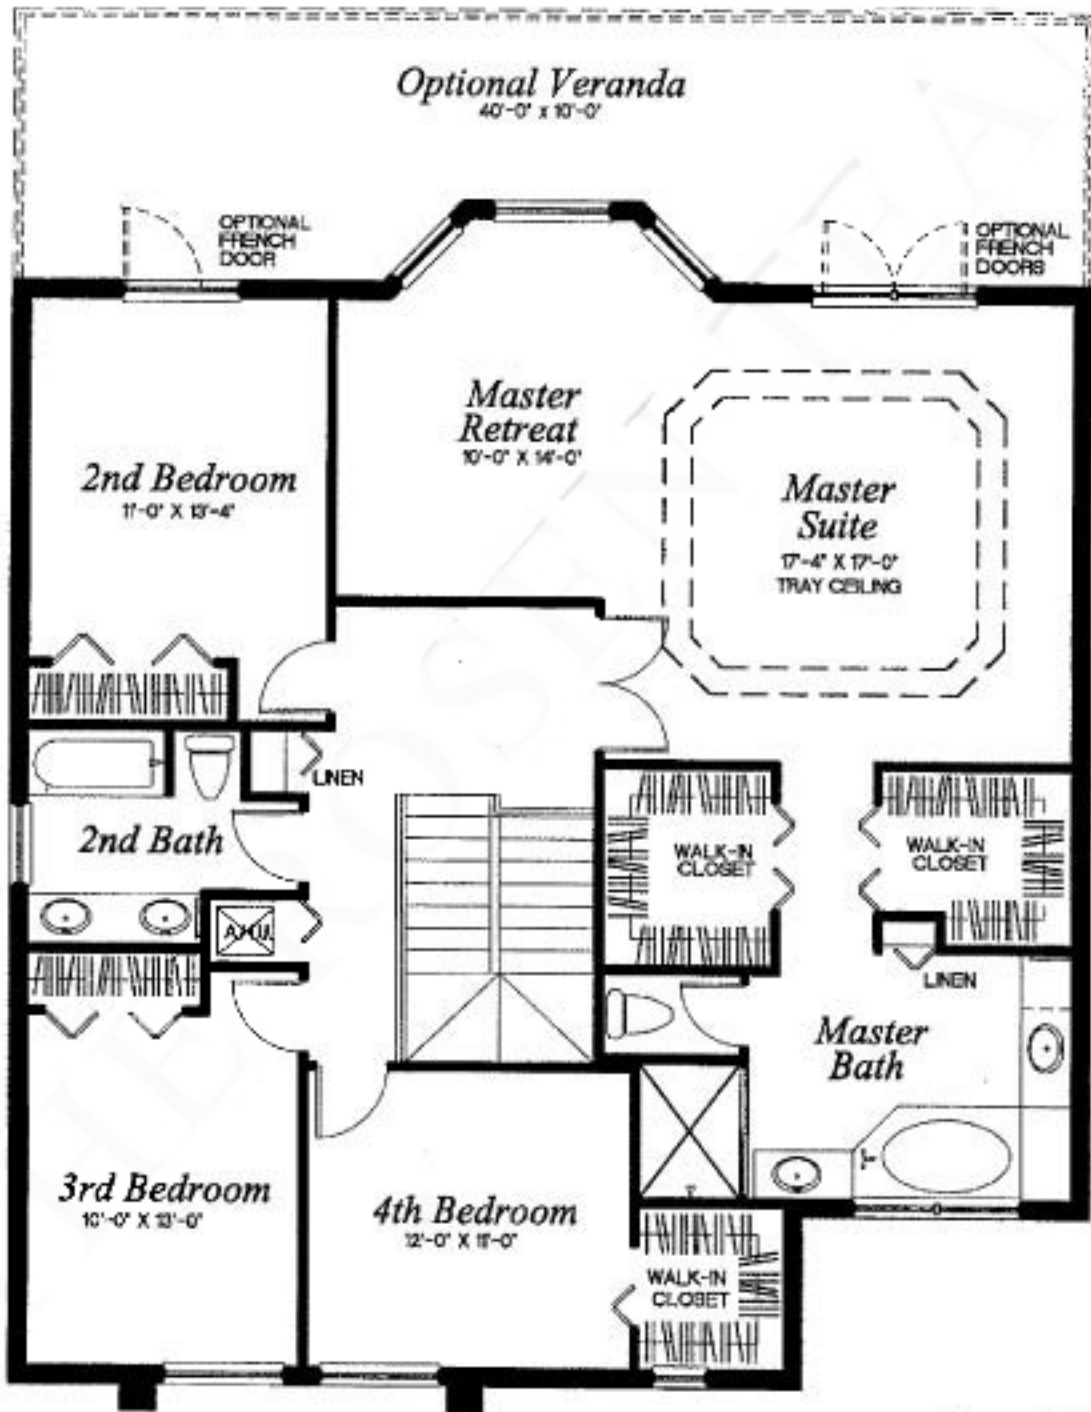 Optional Veranda
40'-0" x 10'-0"
OPTIONAL
FRENCH
DOOR
OPTIONAL
FRENCH
DOORS
Master
Retreat
10'-0" X 14'-0"
2nd Bedroom
11'-0" X 13'-4"
Master
Suite
17'-4" X 17'-0"
TRAY CEILING
LINEN
2nd Bath
WALK-IN
CLOSET
WALK-IN
CLOSET
A.H.U.
LINEN
Master
Bath
3rd Bedroom
10'-0" X 13'-0"
4th Bedroom
12'-0" X 11'-0"
WALK-IN
CLOSET
THE ROSEN TEAM